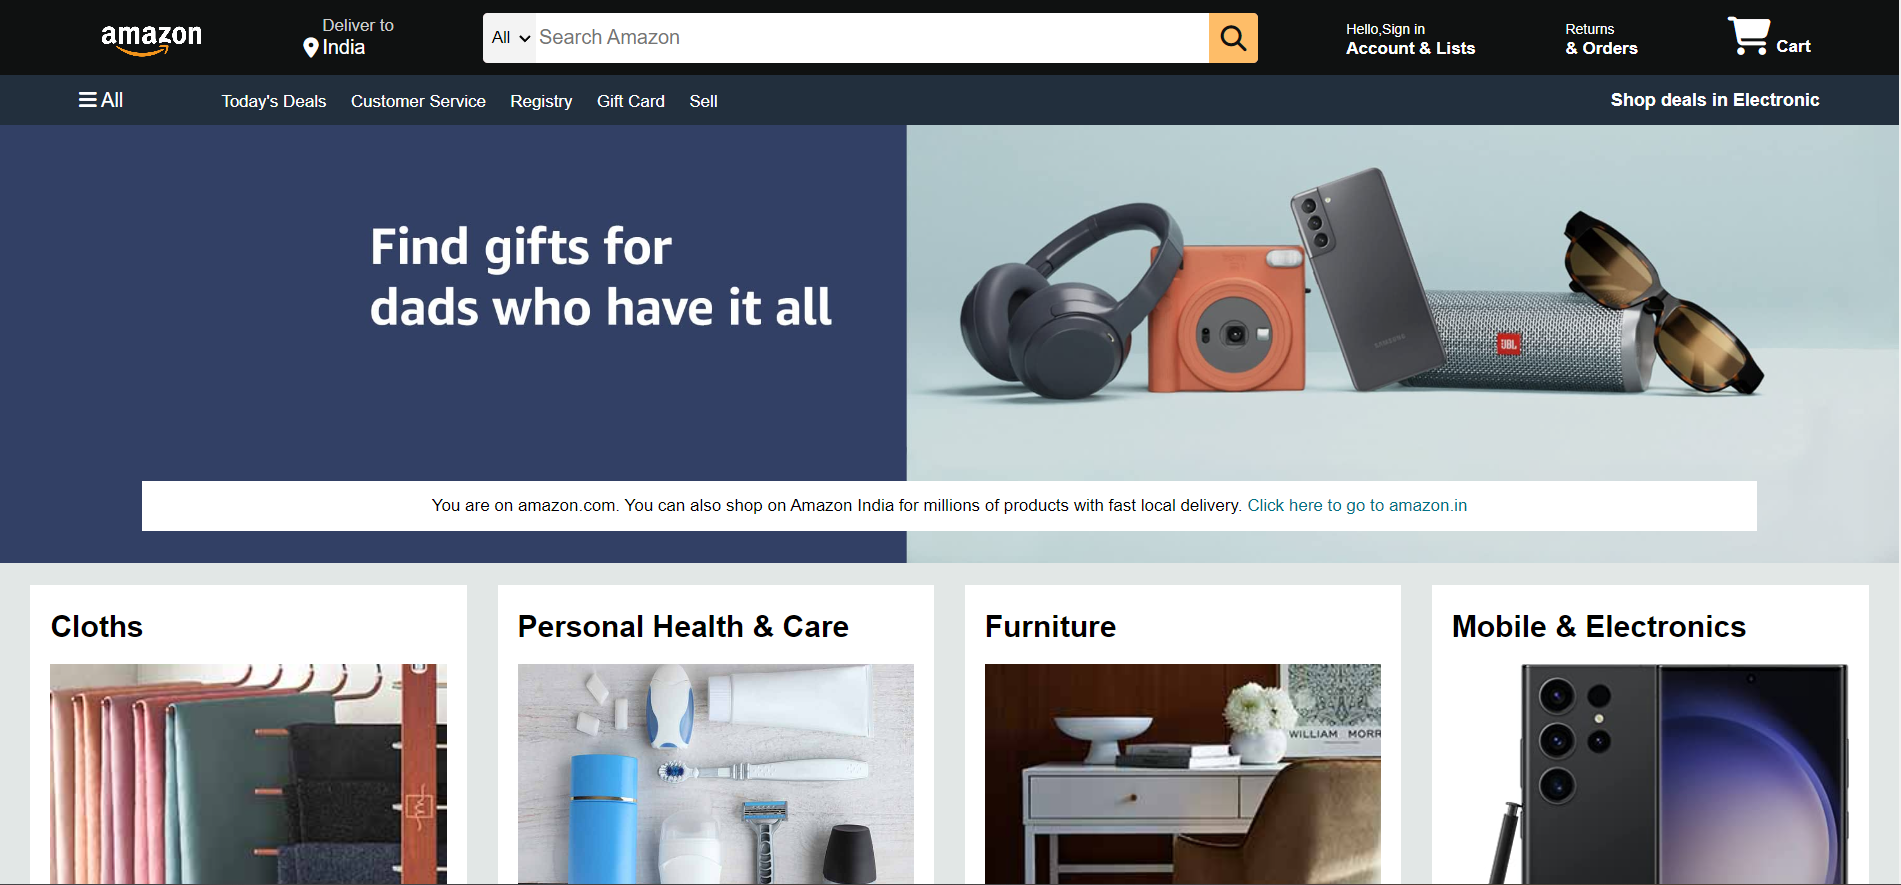 amazon
Deliver to
India
All
Search Amazon
Hello,Sign in
Account & Lists
Returns
& Orders
Cart
All
Today's Deals
Customer Service
Registry
Gift Card
Sell
Shop deals in Electronic
Find gifts for
dads who have it all
SAMSUNG
JBL
You are on amazon.com. You can also shop on Amazon India for millions of products with fast local delivery. Click here to go to amazon.in
Cloths
Personal Health & Care
Furniture
Mobile & Electronics
WILLIAM MORR